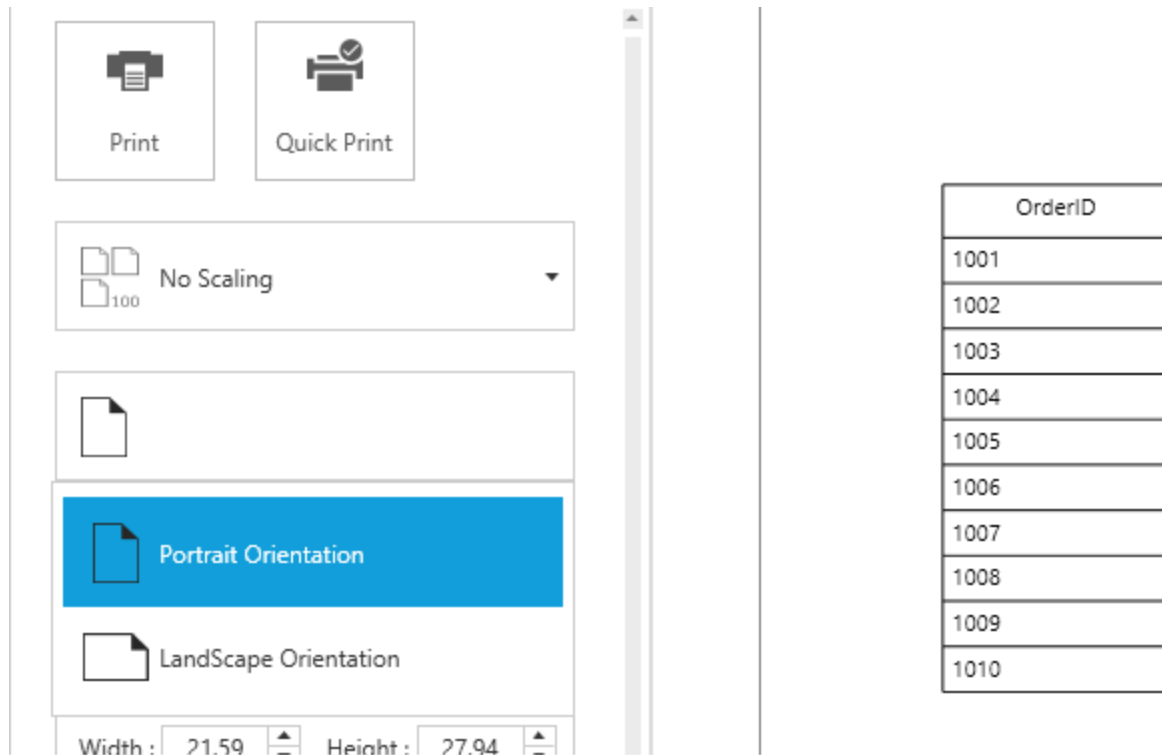 Print
Quick Print
No Scaling
100
Portrait Orientation
LandScape Orientation
Width : 21.59 Height : 27.94
OrderID
1001
1002
1003
1004
1005
1006
1007
1008
1009
1010